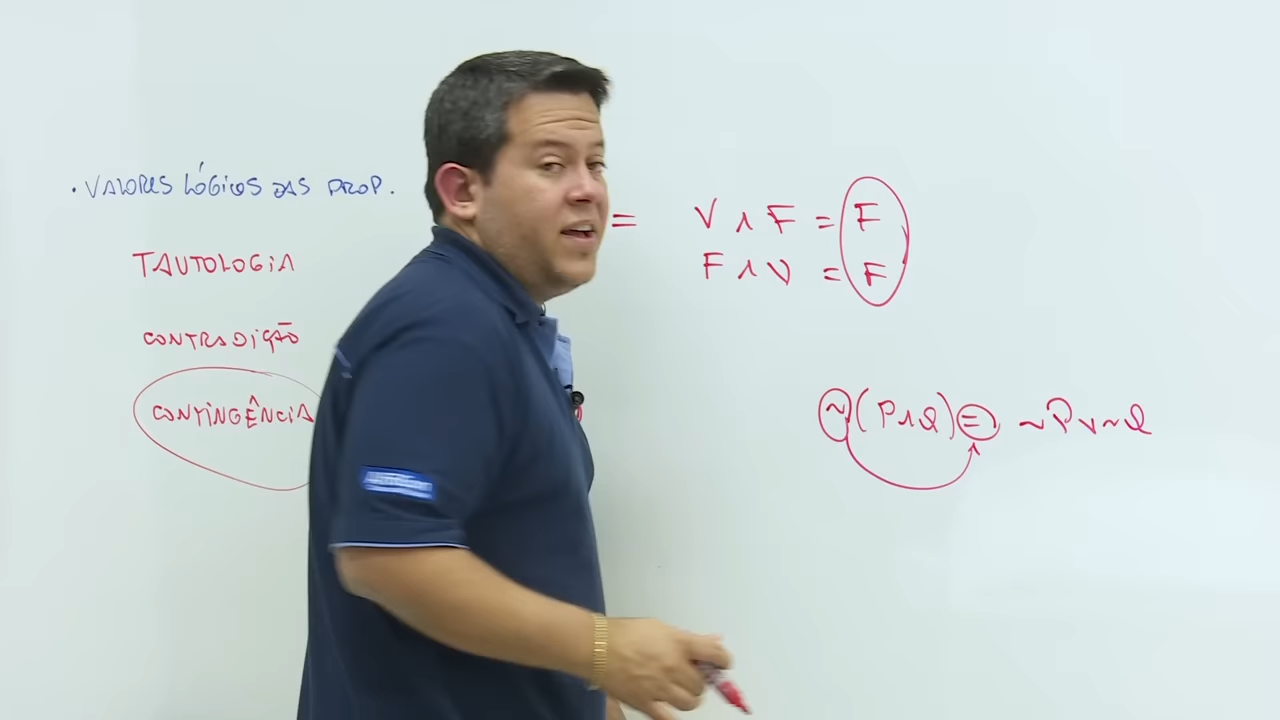 · VALORES LÓGICOS DAS PROP.
TAUTOLOGIA
CONTRADIÇÃO
CONTINGÊNCIA
= V ∧ F = F
F ∧ V = F
~(P∧Q) = ~P∨~Q